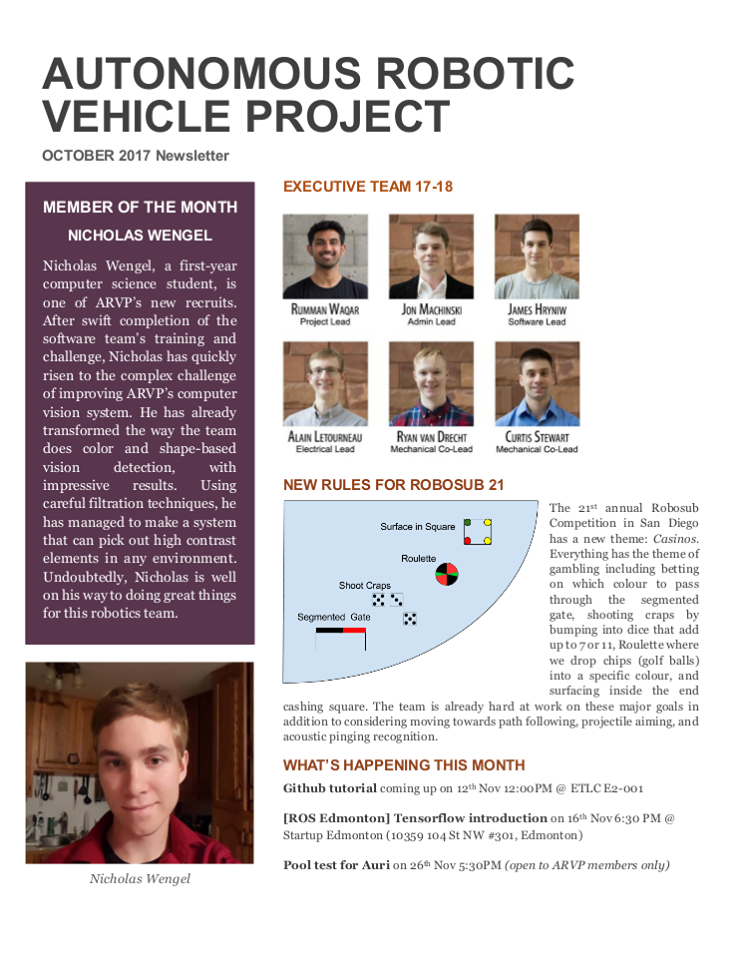 AUTONOMOUS ROBOTIC
VEHICLE PROJECT
OCTOBER 2017 Newsletter
MEMBER OF THE MONTH
NICHOLAS WENGEL
Nicholas Wengel, a first-year
computer science student, is
one of ARVP's new recruits.
After swift completion of the
software team's training and
challenge, Nicholas has quickly
risen to the complex challenge
of improving ARVP's computer
vision system. He has already
transformed the way the team
does color and shape-based
vision detection, with
impressive results. Using
careful filtration techniques, he
has managed to make a system
that can pick out high contrast
elements in any environment.
Undoubtedly, Nicholas is well
on his way to doing great things
for this robotics team.
Nicholas Wengel
EXECUTIVE TEAM 17-18
RUMMAN WAQAR
Project Lead
JON MACHINSKI
Admin Lead
JAMES HRYNIW
Software Lead
ALAIN LETOURNEAU
Electrical Lead
RYAN VAN DRECHT
Mechanical Co-Lead
CURTIS STEWART
Mechanical Co-Lead
NEW RULES FOR ROBOSUB 21
Surface in Square
Roulette
Shoot Craps
Segmented Gate
The 21st annual Robosub
Competition in San Diego
has a new theme: Casinos.
Everything has the theme of
gambling including betting
on which colour to pass
through the segmented
gate, shooting craps by
bumping into dice that add
up to 7 or 11, Roulette where
we drop chips (golf balls)
into a specific colour, and
surfacing inside the end
cashing square. The team is already hard at work on these major goals in
addition to considering moving towards path following, projectile aiming, and
acoustic pinging recognition.
WHAT'S HAPPENING THIS MONTH
Github tutorial coming up on 12th Nov 12:00PM @ ETLC E2-001
[ROS Edmonton] Tensorflow introduction on 16th Nov 6:30 PM @
Startup Edmonton (10359 104 St NW #301, Edmonton)
Pool test for Auri on 26th Nov 5:30PM (open to ARVP members only)